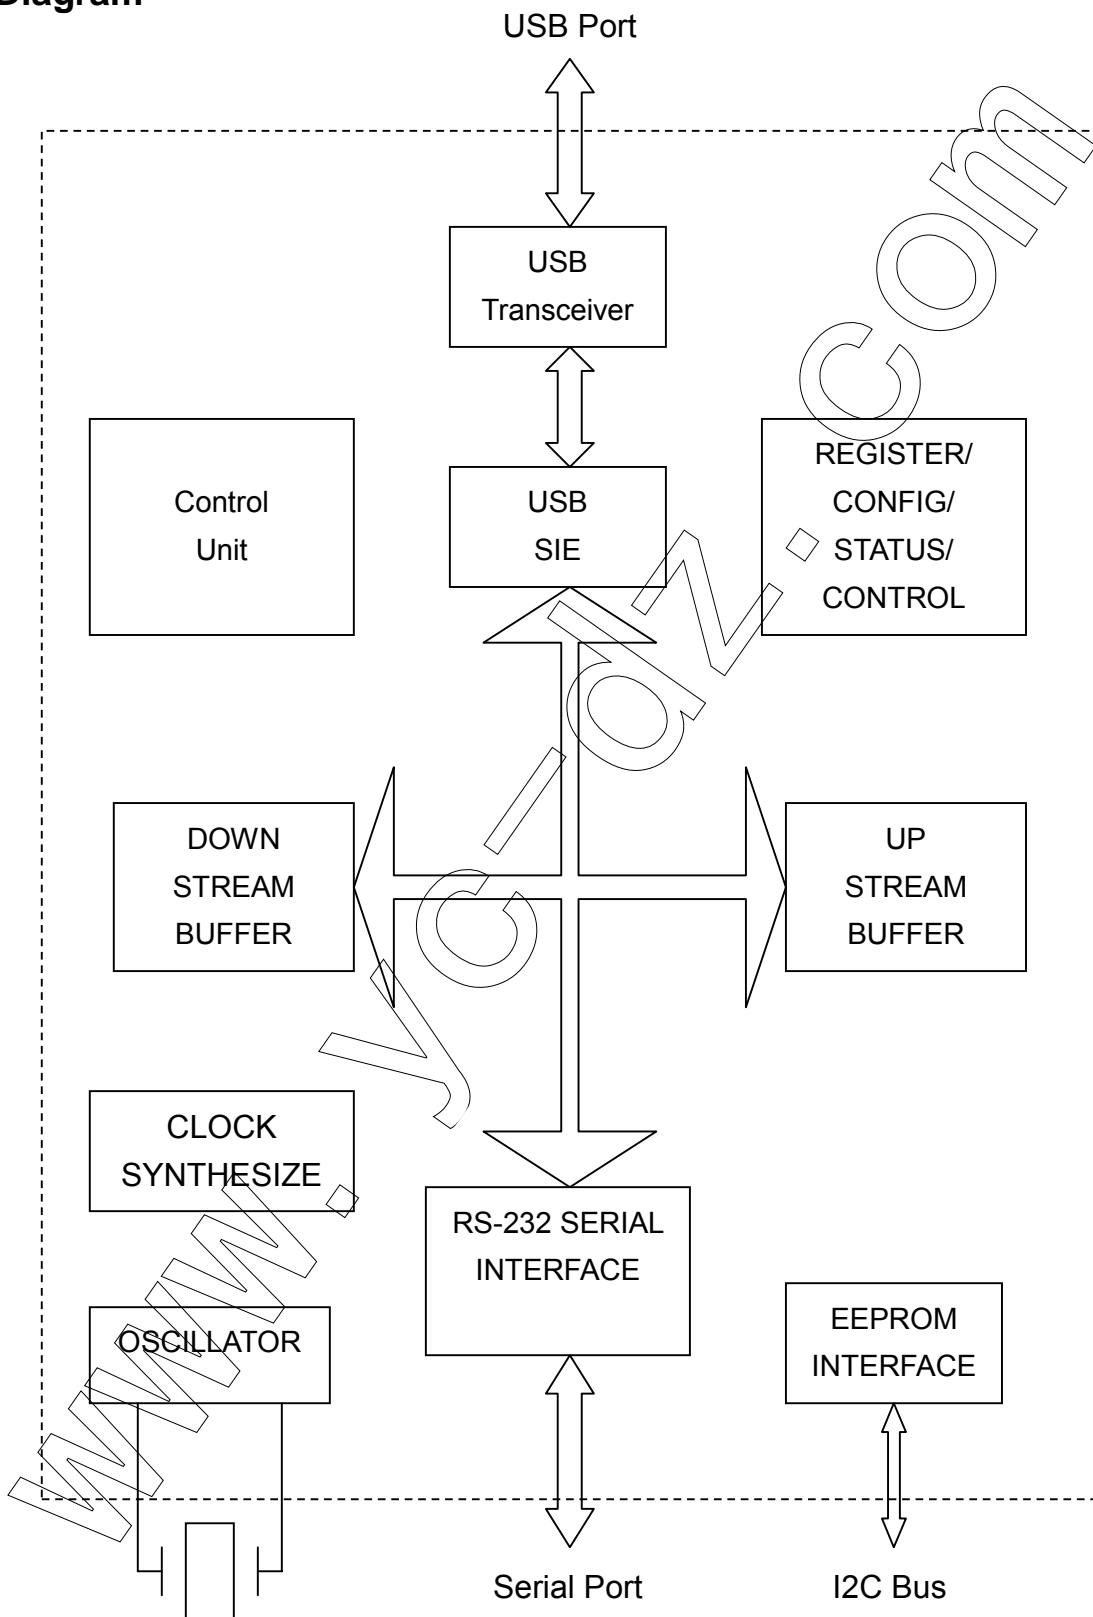 Diagram
USB Port
USB
Transceiver
Control
Unit
USB
SIE
REGISTER/
CONFIG/
STATUS/
CONTROL
DOWN
STREAM
BUFFER
UP
STREAM
BUFFER
CLOCK
SYNTHESIZE
RS-232 SERIAL
INTERFACE
OSCILLATOR
EEPROM
INTERFACE
Serial Port
I2C Bus
www.yc-dz.com